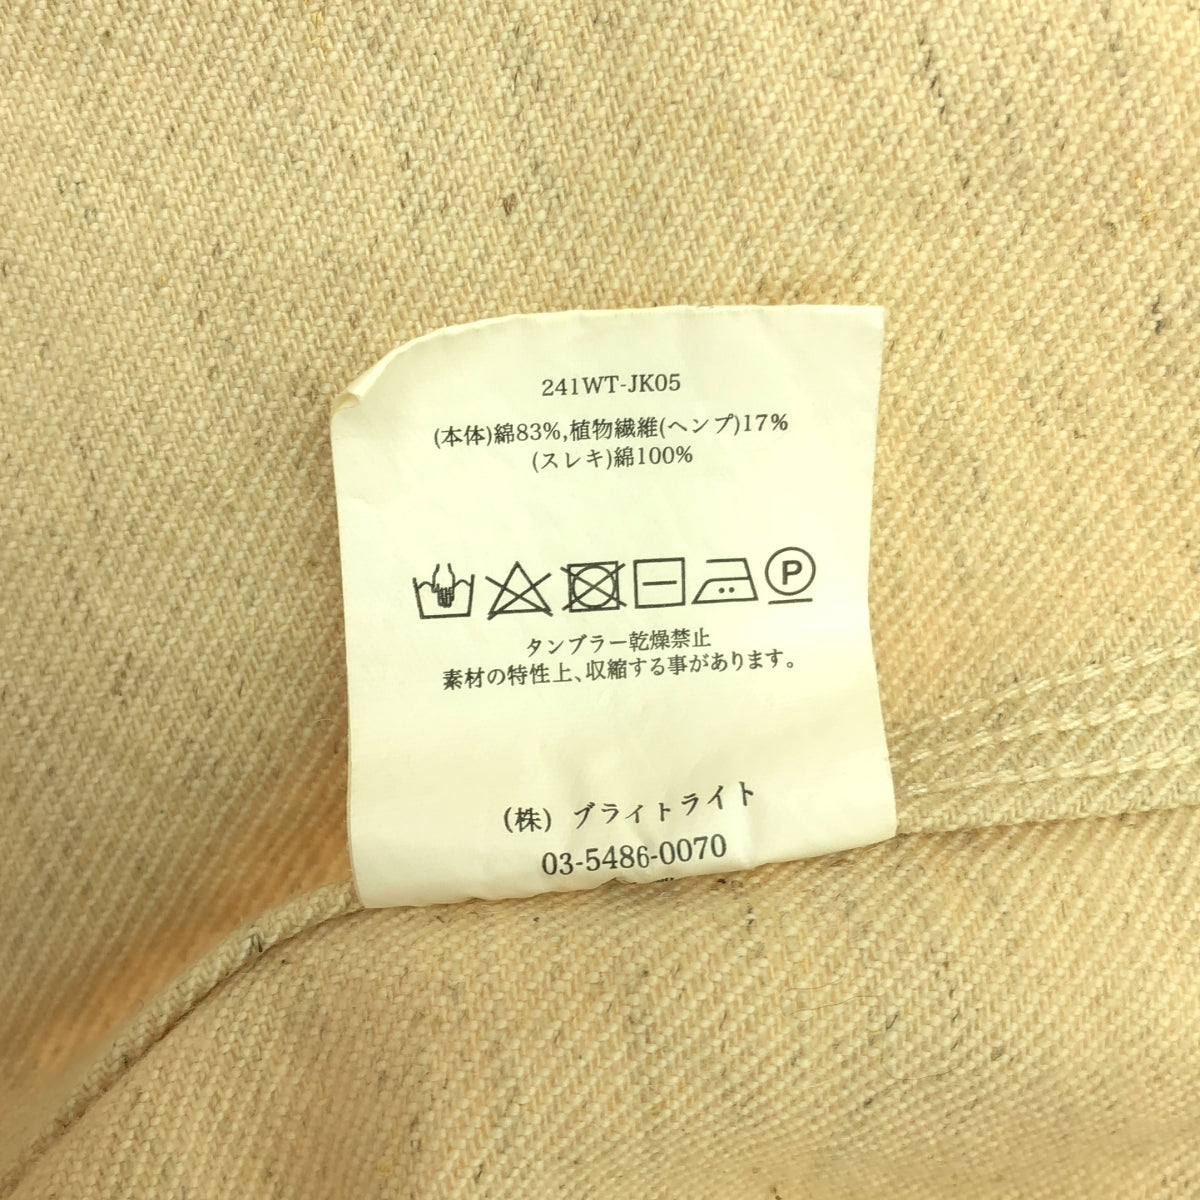 241WT-JK05
(本体)綿83%,植物繊維(ヘンプ)17%
(スレキ)綿100%
P
タンブラー乾燥禁止
素材の特性上、収縮する事があります。
(株) ブライトライト
03-5486-0070